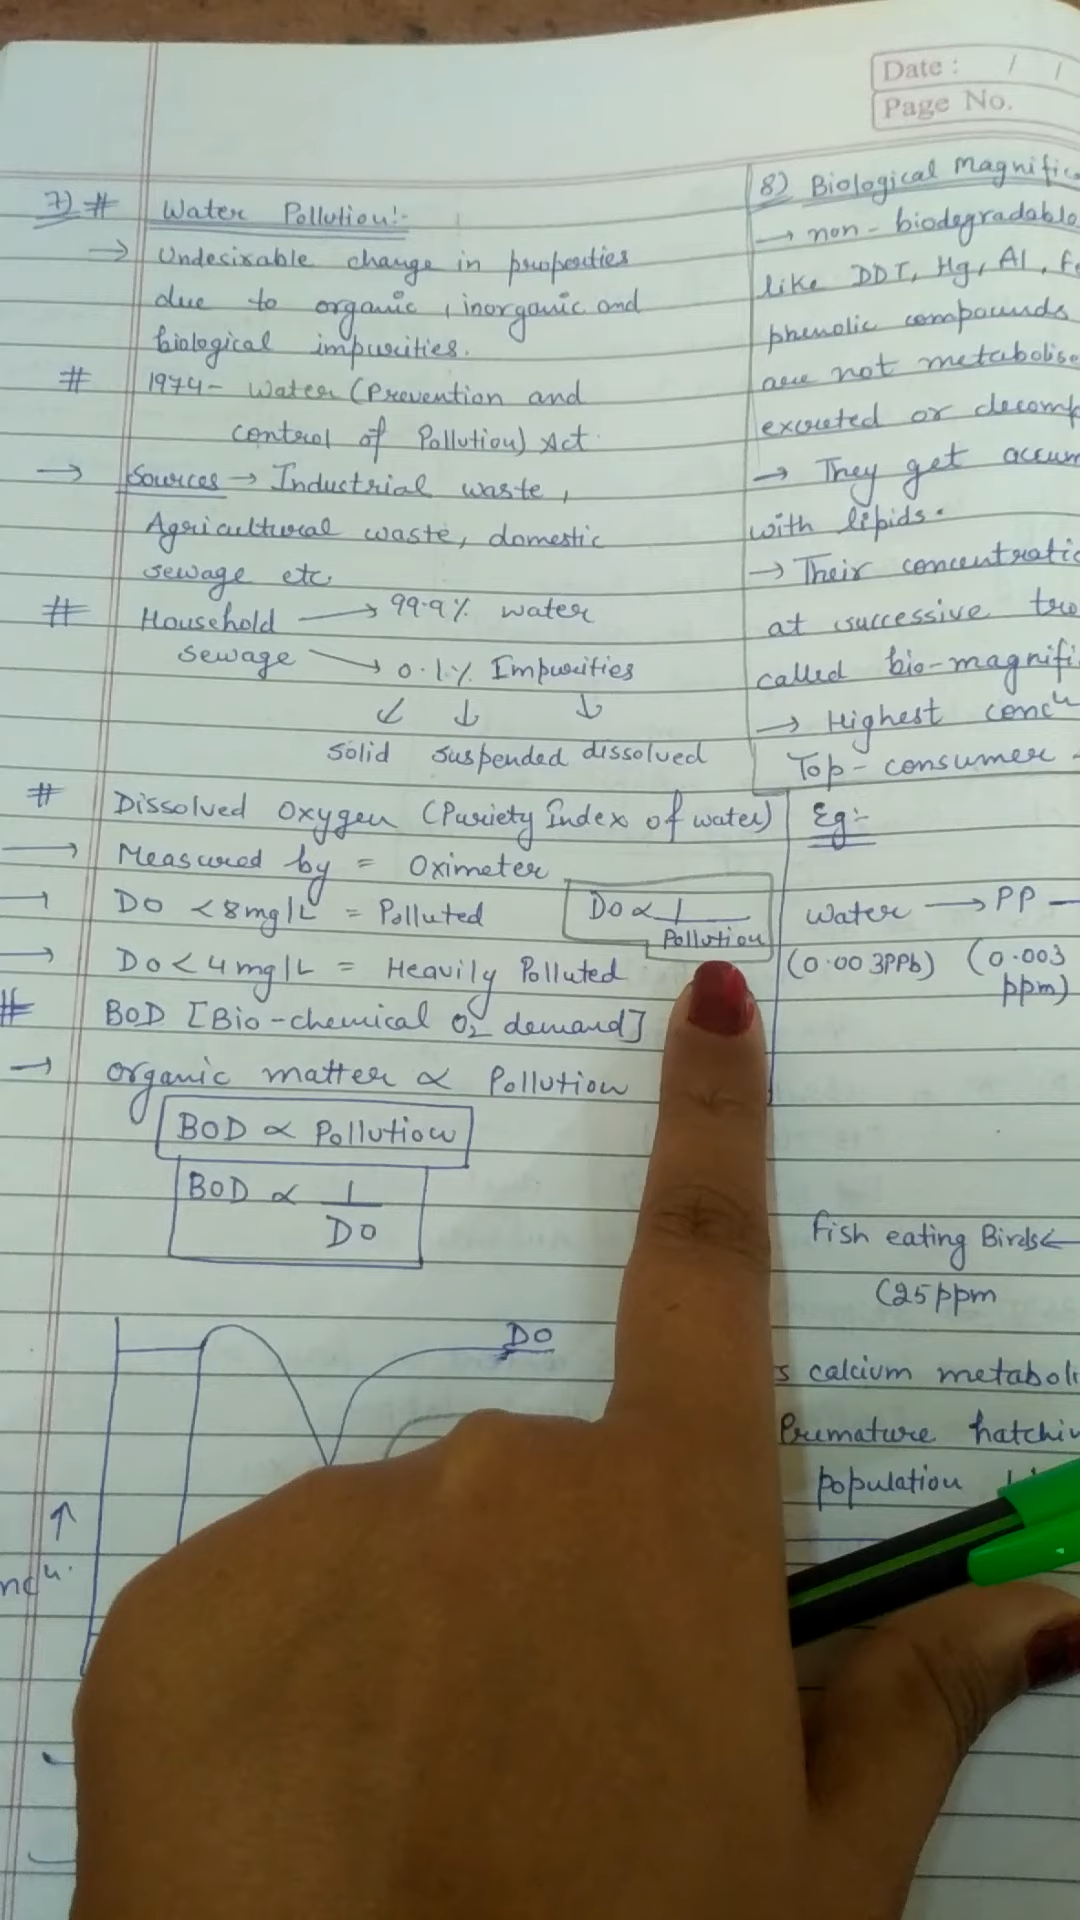 Date : / /
Page No.
7) # Water Pollution:-
→ Undesirable change in properties
due to organic, inorganic and
biological impurities.
# 1974- Water (Prevention and
control of Pollution) Act.
→ Sources → Industrial waste,
Agricultural waste, domestic
sewage etc.
# Household → 99.9% water
sewage → 0.1% Impurities
↙ ↓ ↓
solid suspended dissolved
# Dissolved Oxygen (Puriety Index of water)
→ Measured by = Oximeter
→ DO < 8mg/L = Polluted
DO ∝ 1
Pollution
→ DO < 4mg/L = Heavily Polluted
# BOD [Bio-chemical O₂ demand]
→ organic matter ∝ Pollution
BOD ∝ Pollution
BOD ∝ 1
DO
DO
↑
8) Biological Magnific
→ non-biodegradable
like DDT, Hg, Al, Fe
phenolic compounds
are not metabolise
excreted or decomp
→ They get accum
with lipids.
→ Their concentratio
at successive tro
called bio-magnifi
→ Highest concⁿ
Top-consumer
Eg:-
water → PP
(0.003PPb) (0.003
ppm)
Fish eating Birds ←
(25ppm
s calcium metaboli
Premature hatchin
population